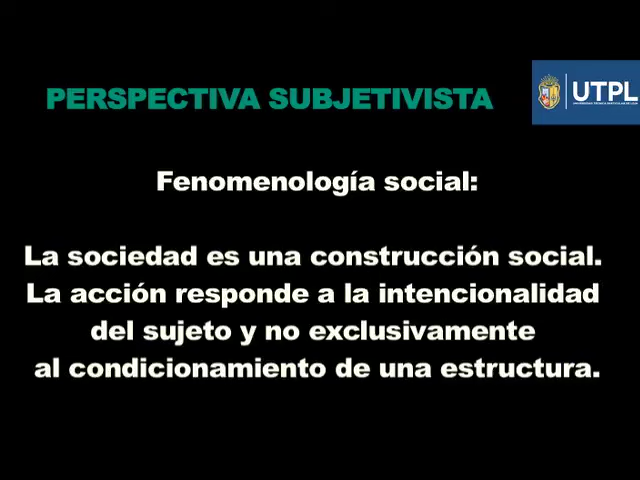 PERSPECTIVA SUBJETIVISTA
UTPL
Fenomenología social:
La sociedad es una construcción social.
La acción responde a la intencionalidad
del sujeto y no exclusivamente
al condicionamiento de una estructura.